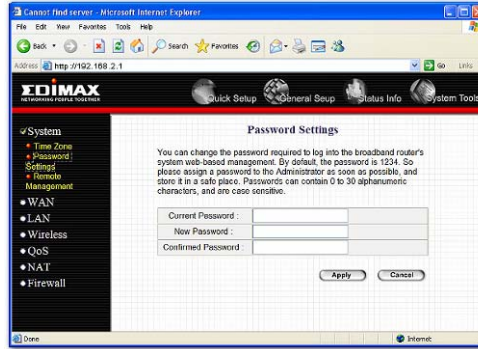 Cannot find server - Microsoft Internet Explorer
File Edit View Favorites Tools Help
Back Search Favorites
Address http://192.168.2.1 Go Links
EDIMAX
NETWORKING PEOPLE TOGETHER
Quick Setup General Seup Status Info System Tools
System
Time Zone
Password Settings
Remote Management
WAN
LAN
Wireless
QoS
NAT
Firewall
Password Settings
You can change the password required to log into the broadband router's
system web-based management. By default, the password is 1234. So
please assign a password to the Administrator as soon as possible, and
store it in a safe place. Passwords can contain 0 to 30 alphanumeric
characters, and are case sensitive.
Current Password :
New Password :
Confirmed Password :
Apply Cancel
Done Internet